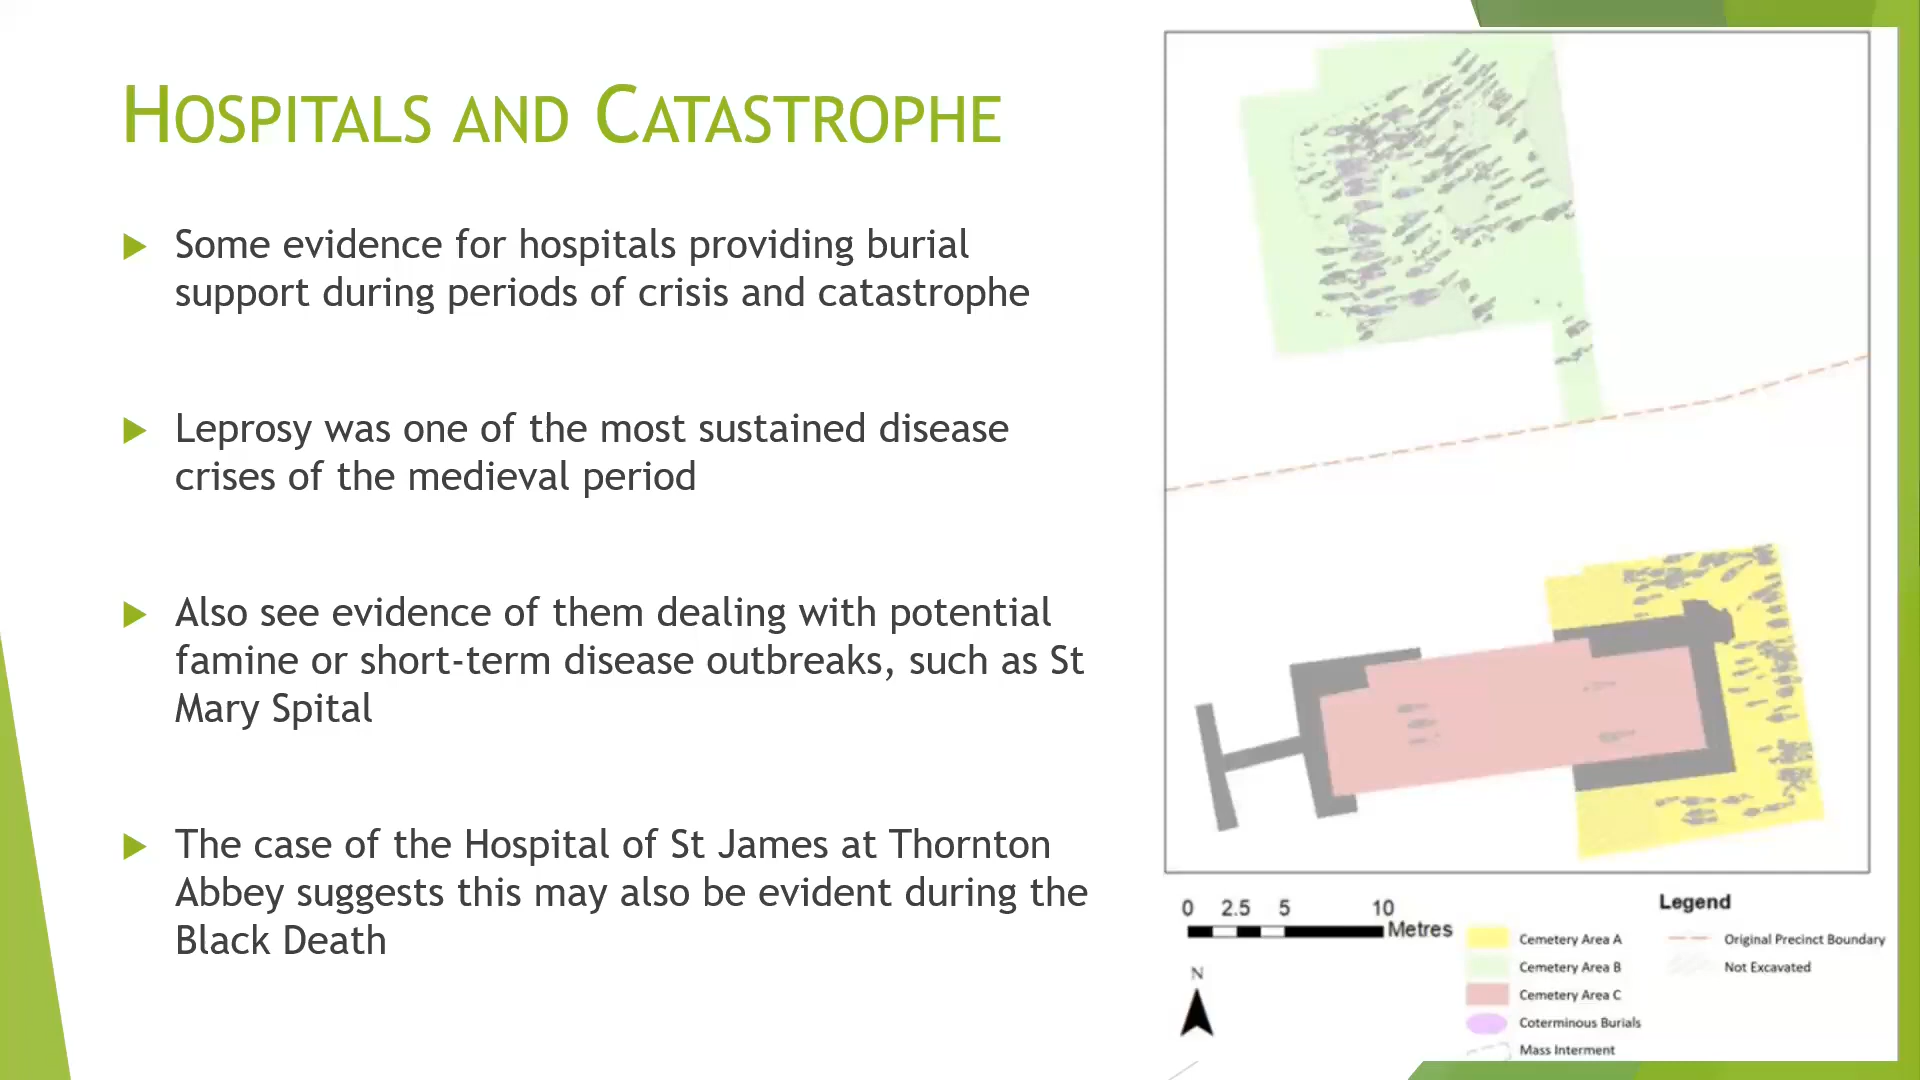 HOSPITALS AND CATASTROPHE
Some evidence for hospitals providing burial
support during periods of crisis and catastrophe
Leprosy was one of the most sustained disease
crises of the medieval period
Also see evidence of them dealing with potential
famine or short-term disease outbreaks, such as St
Mary Spital
The case of the Hospital of St James at Thornton
Abbey suggests this may also be evident during the
Black Death
0 2.5 5 10
Metres
N
Legend
Cemetery Area A
Cemetery Area B
Cemetery Area C
Coterminous Burials
Mass Interment
Original Precinct Boundary
Not Excavated